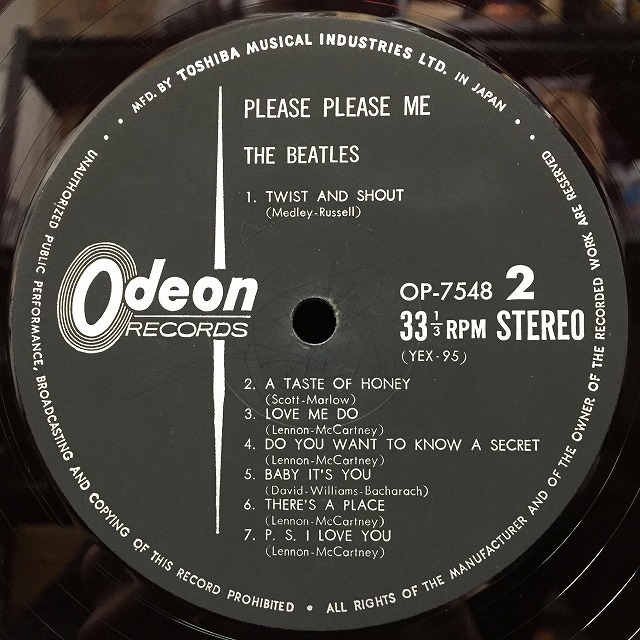 MFD. BY TOSHIBA MUSICAL INDUSTRIES LTD. IN JAPAN
PLEASE PLEASE ME
THE BEATLES
1. TWIST AND SHOUT
(Medley-Russell)
Odeon
RECORDS
OP-7548 2
33 1/3 RPM STEREO
(YEX-95)
2. A TASTE OF HONEY
(Scott-Marlow)
3. LOVE ME DO
(Lennon-McCartney)
4. DO YOU WANT TO KNOW A SECRET
(Lennon-McCartney)
5. BABY IT'S YOU
(David-Williams-Bacharach)
6. THERE'S A PLACE
(Lennon-McCartney)
7. P. S. I LOVE YOU
(Lennon-McCartney)
UNAUTHORIZED PUBLIC PERFORMANCE, BROADCASTING AND COPYING OF THIS RECORD PROHIBITED • ALL RIGHTS OF THE MANUFACTURER AND OF THE OWNER OF THE RECORDED WORK ARE RESERVED